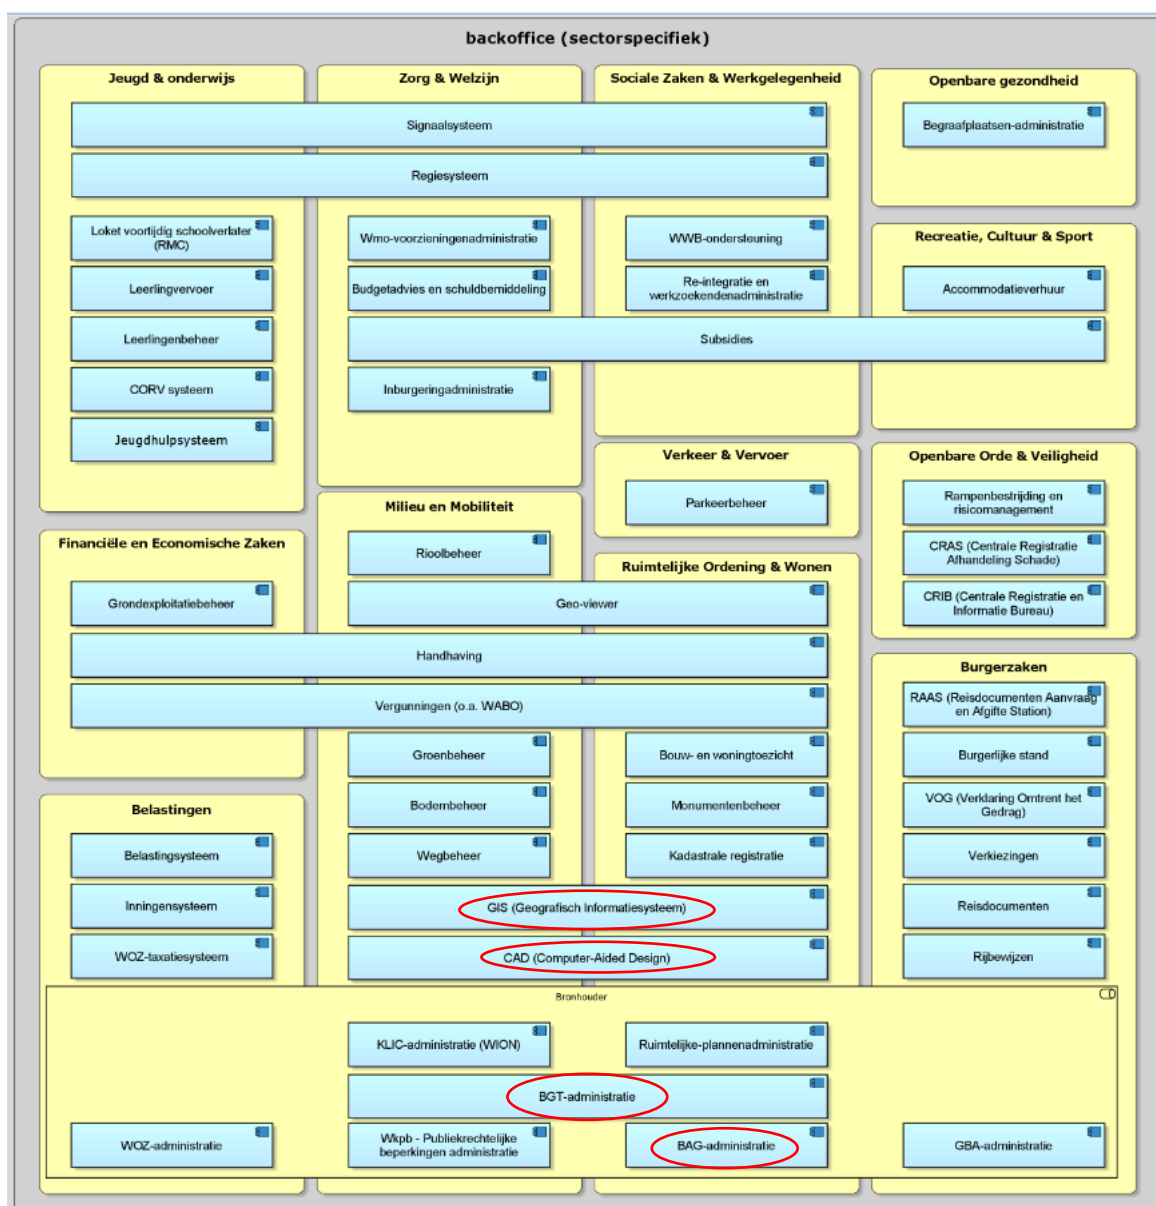 backoffice (sectorspecifiek)
Jeugd & onderwijs
Zorg & Welzijn
Sociale Zaken & Werkgelegenheid
Openbare gezondheid
Signaalsysteem
Begraafplaatsen-administratie
Regiesysteem
Loket voortijdig schoolverlater
(RMC)
Wmo-voorzieningenadministratie
WWB-ondersteuning
Recreatie, Cultuur & Sport
Leerlingvervoer
Budgetadvies en schuldbemiddeling
Re-integratie en
werkzoekendenadministratie
Accommodatieverhuur
Leerlingenbeheer
Subsidies
CORV systeem
Inburgeringadministratie
Jeugdhulpsysteem
Verkeer & Vervoer
Openbare Orde & Veiligheid
Parkeerbeheer
Rampenbestrijding en
risicomanagement
Milieu en Mobiliteit
Financiële en Economische Zaken
Rioolbeheer
CRAS (Centrale Registratie
Afhandeling Schade)
Ruimtelijke Ordening & Wonen
Grondexploitatiebeheer
Geo-viewer
CRIB (Centrale Registratie en
Informatie Bureau)
Handhaving
Burgerzaken
Vergunningen (o.a. WABO)
RAAS (Reisdocumenten Aanvraag
en Afgifte Station)
Groenbeheer
Bouw- en woningtoezicht
Burgerlijke stand
Belastingen
Bodembeheer
Monumentenbeheer
VOG (Verklaring Omtrent het
Gedrag)
Belastingsysteem
Wegbeheer
Kadastrale registratie
Verkiezingen
Inningensysteem
GIS (Geografisch Informatiesysteem)
Reisdocumenten
WOZ-taxatiesysteem
CAD (Computer-Aided Design)
Rijbewijzen
Bronhouder
KLIC-administratie (WION)
Ruimtelijke-plannenadministratie
BGT-administratie
WOZ-administratie
Wkpb - Publiekrechtelijke
beperkingen administratie
BAG-administratie
GBA-administratie